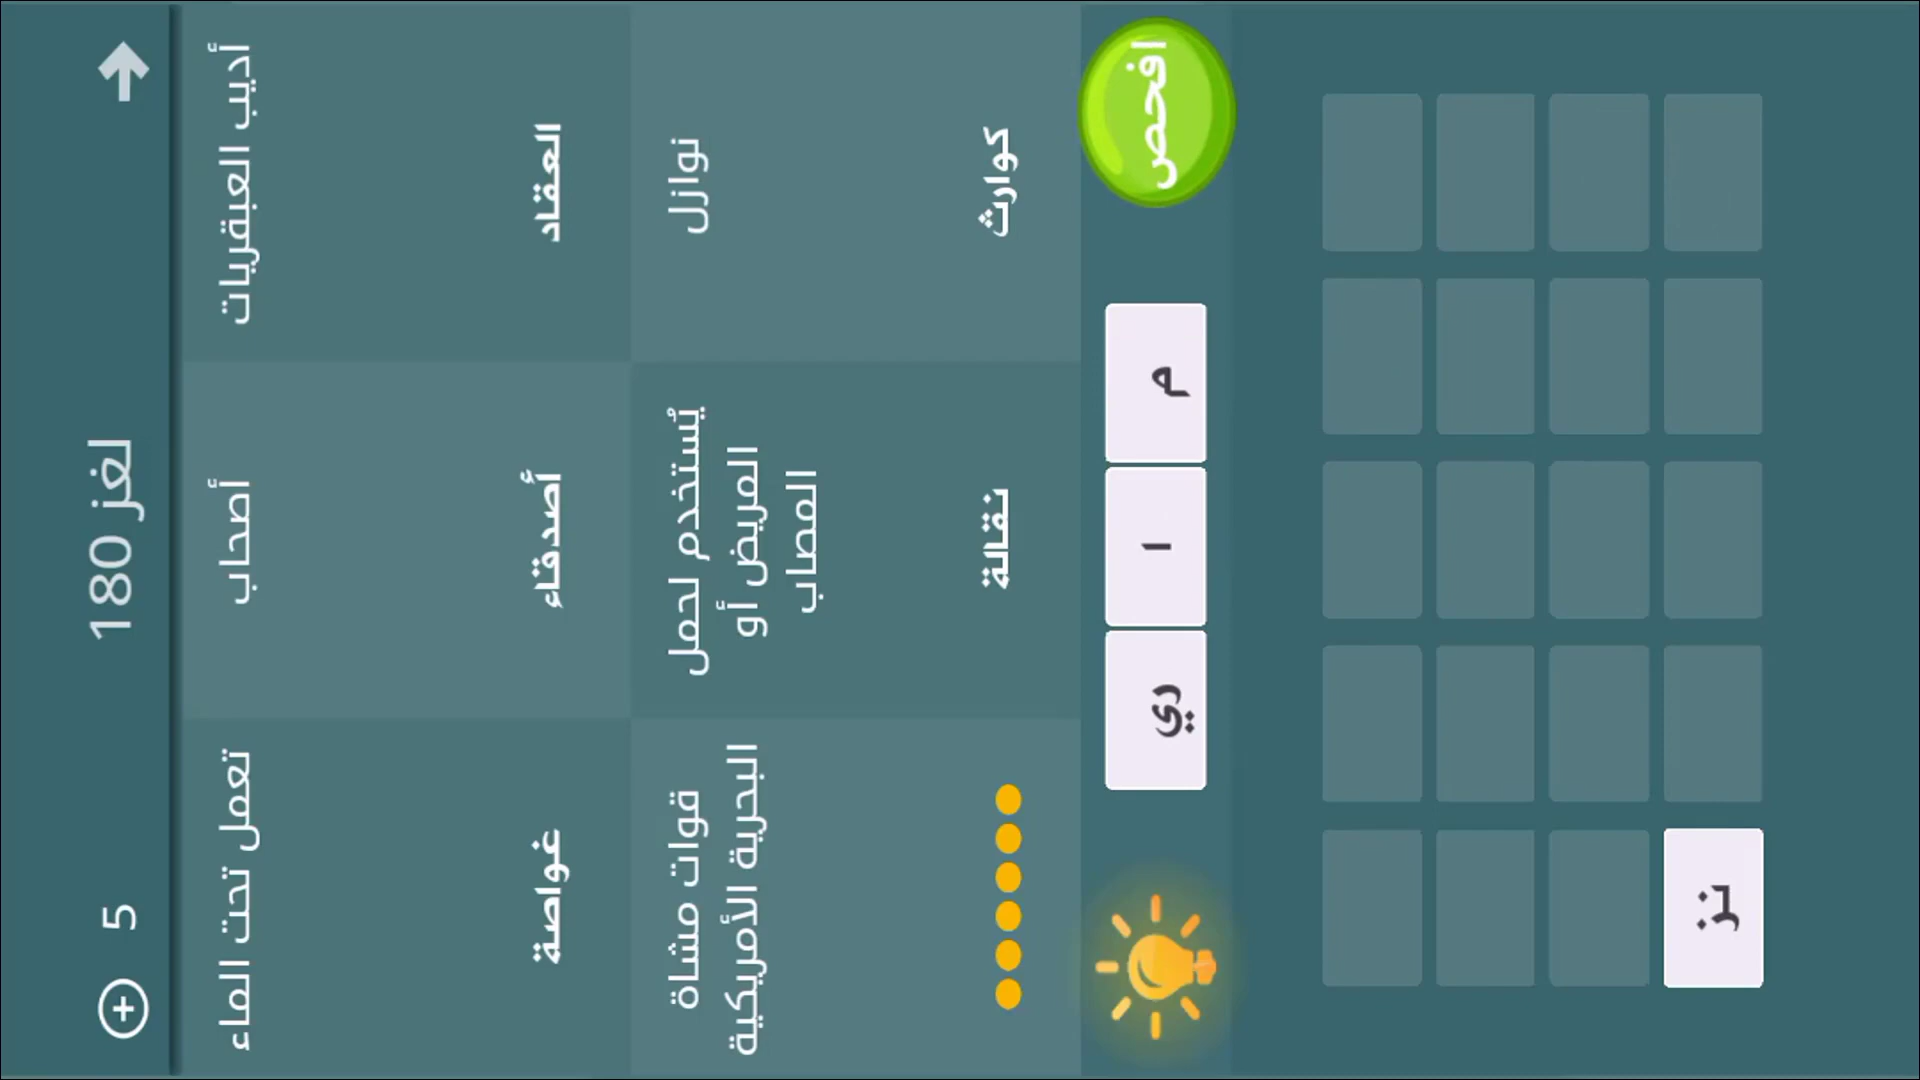 لغز 180
5
أديب العبقريات
العقاد
أصحاب
أصدقاء
تعمل تحت الماء
غواصة
نوازل
كوارث
يُستخدم لحمل
المريض أو
المصاب
نقالة
قوات مشاة
البحرية الأمريكية
افحص
م
ا
ري
نز